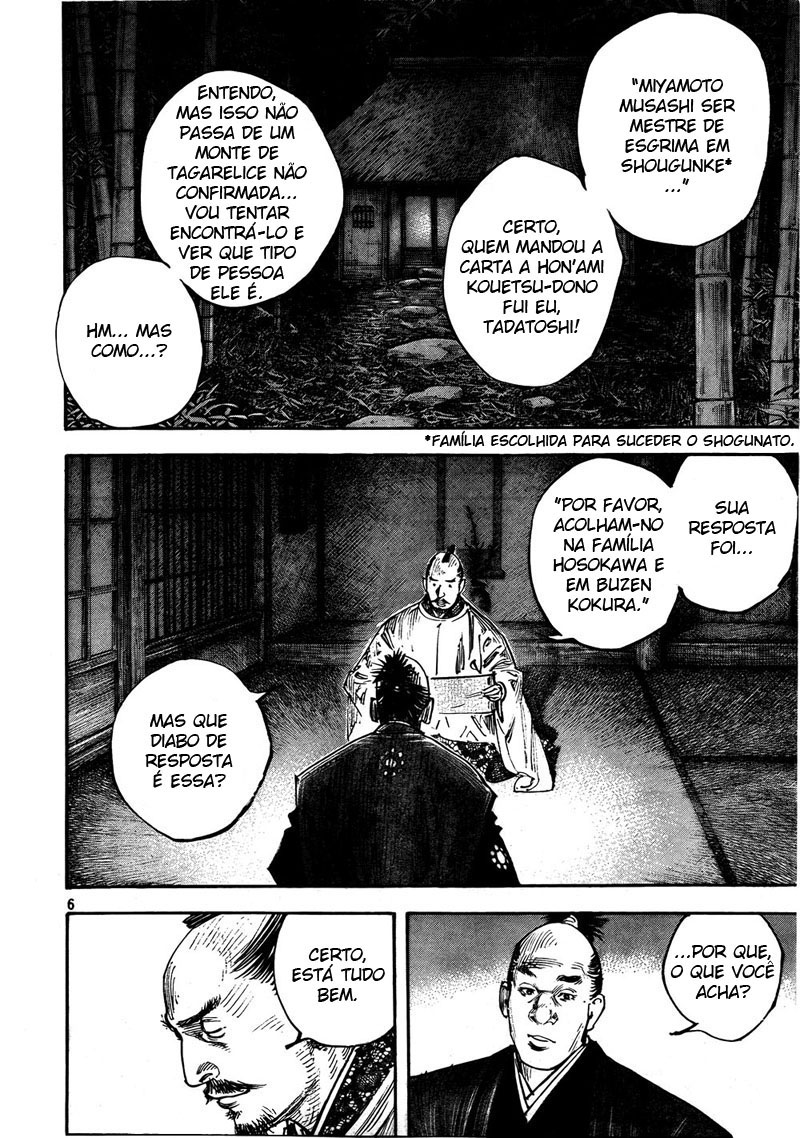 "MIYAMOTO
MUSASHI SER
MESTRE DE
ESGRIMA EM
SHOUGUNKE*
..."
CERTO,
QUEM MANDOU A
CARTA A HON'AMI
KOUETSU-DONO
FUI EU,
TADATOSHI!
ENTENDO,
MAS ISSO NÃO
PASSA DE UM
MONTE DE
TAGARELICE NÃO
CONFIRMADA...
VOU TENTAR
ENCONTRÁ-LO E
VER QUE TIPO
DE PESSOA
ELE É.
HM... MAS
COMO...?
*FAMÍLIA ESCOLHIDA PARA SUCEDER O SHOGUNATO.
SUA
RESPOSTA
FOI...
"POR FAVOR,
ACOLHAM-NO
NA FAMÍLIA
HOSOKAWA E
EM BUZEN
KOKURA."
MAS QUE
DIABO DE
RESPOSTA
É ESSA?
6
...POR QUE,
O QUE VOCÊ
ACHA?
CERTO,
ESTÁ TUDO
BEM.